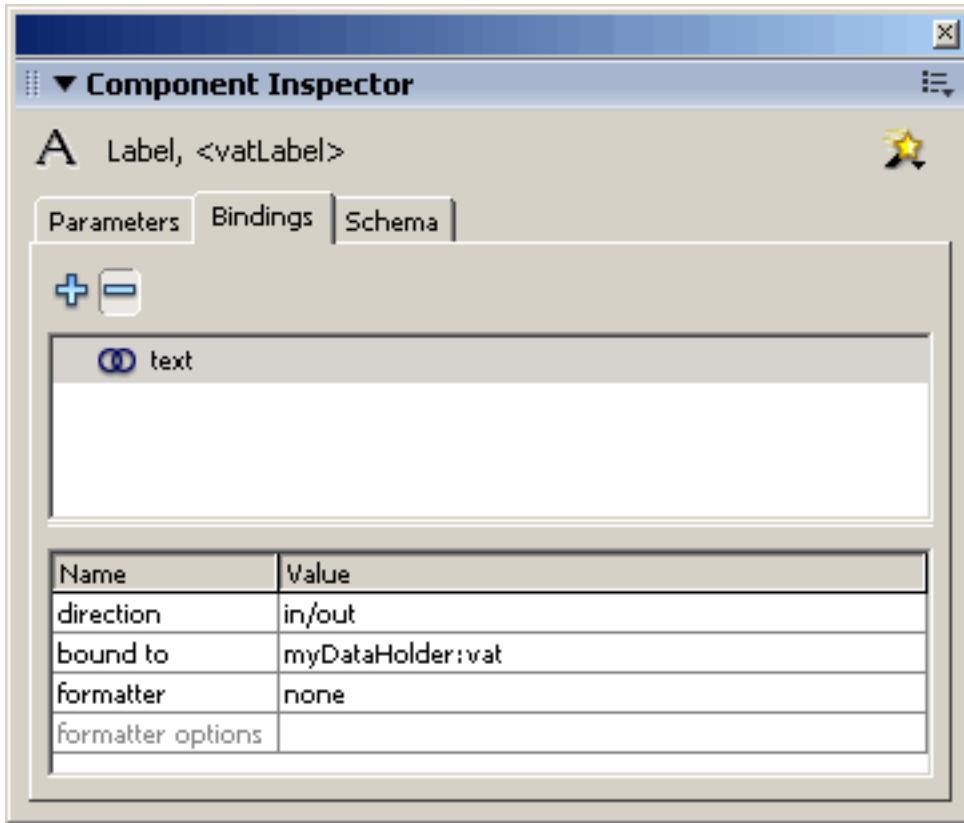 Component Inspector
A Label, <vatLabel>
Parameters Bindings Schema
text
Name Value
direction in/out
bound to myDataHolder:vat
formatter none
formatter options